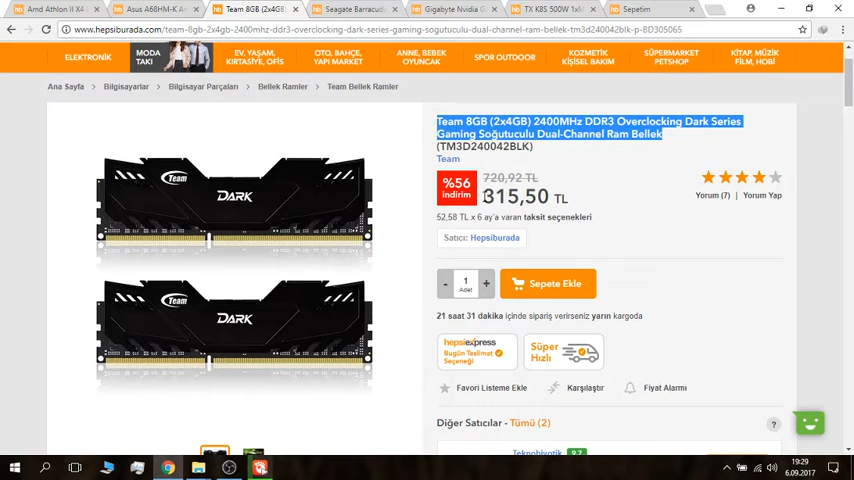 Amd Athlon II X4 6
Asus A68HM-K Am
Team 8GB (2x4GB)
Seagate Barracuda
Gigabyte Nvidia G
TX K8S 500W 1xM
Sepetim
www.hepsiburada.com/team-8gb-2x4gb-2400mhz-ddr3-overclocking-dark-series-gaming-sogutuculu-dual-channel-ram-bellek-tm3d240042blk-p-BD305065
ELEKTRONİK
MODA
TAKI
EV, YAŞAM,
KIRTASİYE, OFİS
OTO, BAHÇE,
YAPI MARKET
ANNE, BEBEK
OYUNCAK
SPOR OUTDOOR
KOZMETİK
KİŞİSEL BAKIM
SÜPERMARKET
PETSHOP
KİTAP, MÜZİK
FİLM, HOBİ
Ana Sayfa > Bilgisayarlar > Bilgisayar Parçaları > Bellek Ramler > Team Bellek Ramler
Team 8GB (2x4GB) 2400MHz DDR3 Overclocking Dark Series
Gaming Soğutuculu Dual-Channel Ram Bellek
(TM3D240042BLK)
Team
%56
indirim
720,92 TL
315,50 TL
Yorum (7) | Yorum Yap
52,58 TL x 6 ay'a varan taksit seçenekleri
Satıcı: Hepsiburada
- 1 +
Adet
Sepete Ekle
21 saat 31 dakika içinde sipariş verirseniz yarın kargoda
hepsiexpress
Bugün Teslimat
Seçeneği
Süper
Hızlı
Favori Listeme Ekle
Karşılaştır
Fiyat Alarmı
Diğer Satıcılar - Tümü (2)
?
Teknobiyotik 9,7
Team
DARK
Team
DARK
19:29
6.09.2017